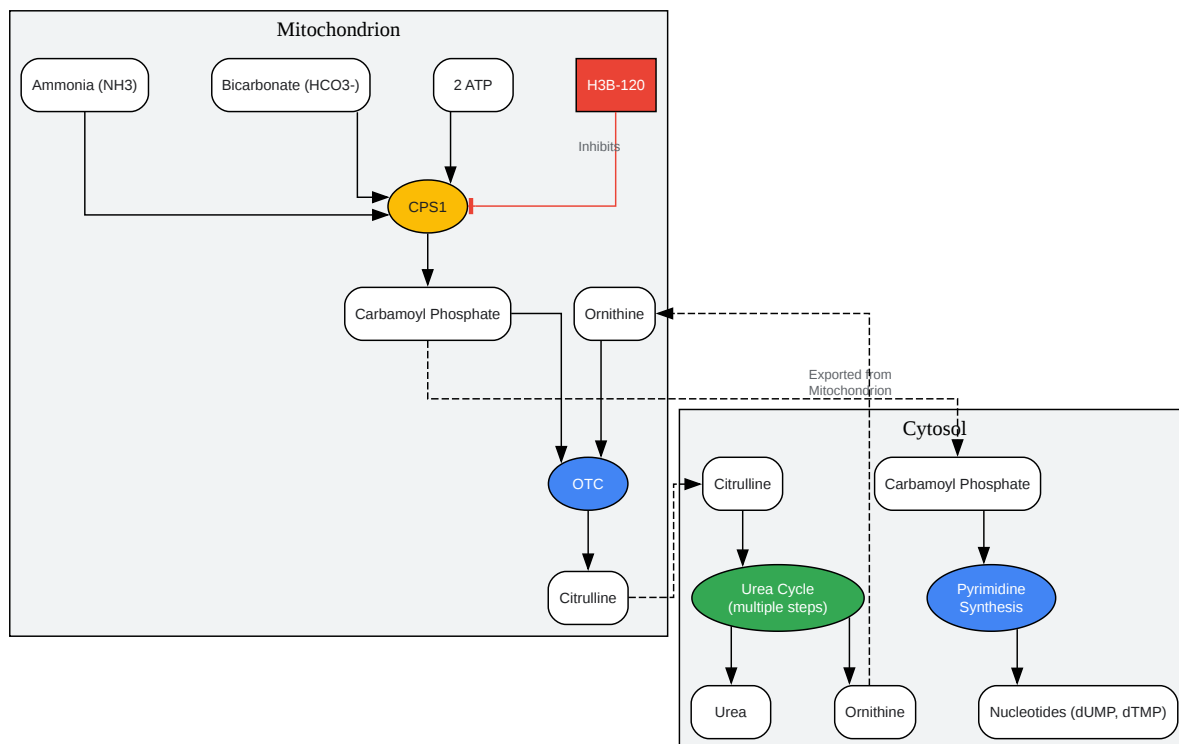 Mitochondrion
Ammonia (NH3)
Bicarbonate (HCO3-)
2 ATP
H3B-120
Inhibits
CPS1
Carbamoyl Phosphate
Ornithine
Exported from
Mitochondrion
Cytosol
OTC
Citrulline
Carbamoyl Phosphate
Citrulline
Urea Cycle
(multiple steps)
Pyrimidine
Synthesis
Urea
Ornithine
Nucleotides (dUMP, dTMP)